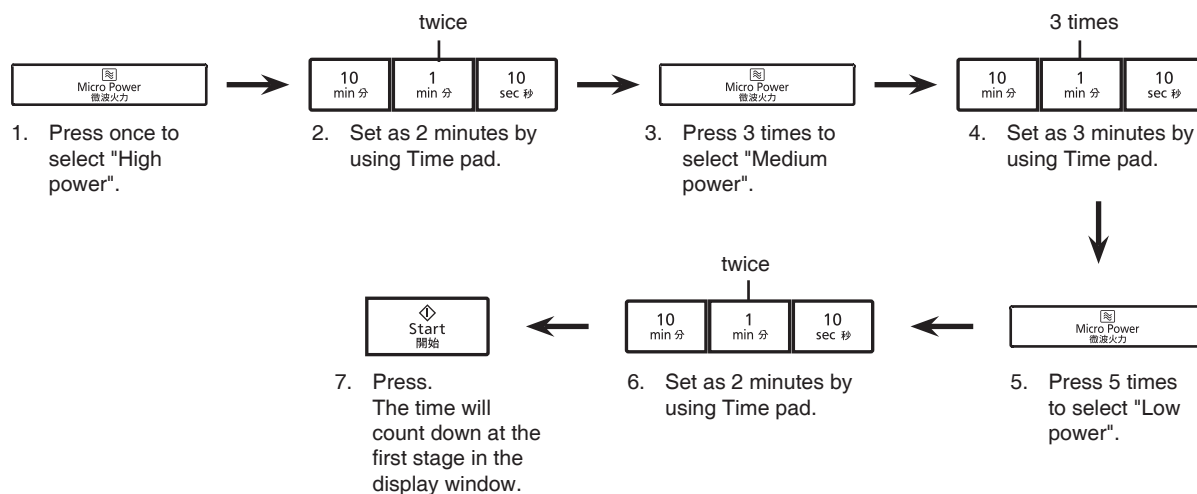 twice
3 times
Micro Power
微波火力
10 1 10
min 分 min 分 sec 秒
Micro Power
微波火力
10 1 10
min 分 min 分 sec 秒
1. Press once to
select "High
power".
2. Set as 2 minutes by
using Time pad.
3. Press 3 times to
select "Medium
power".
4. Set as 3 minutes by
using Time pad.
Micro Power
微波火力
5. Press 5 times
to select "Low
power".
twice
10 1 10
min 分 min 分 sec 秒
6. Set as 2 minutes by
using Time pad.
Start
開始
7. Press.
The time will
count down at the
first stage in the
display window.